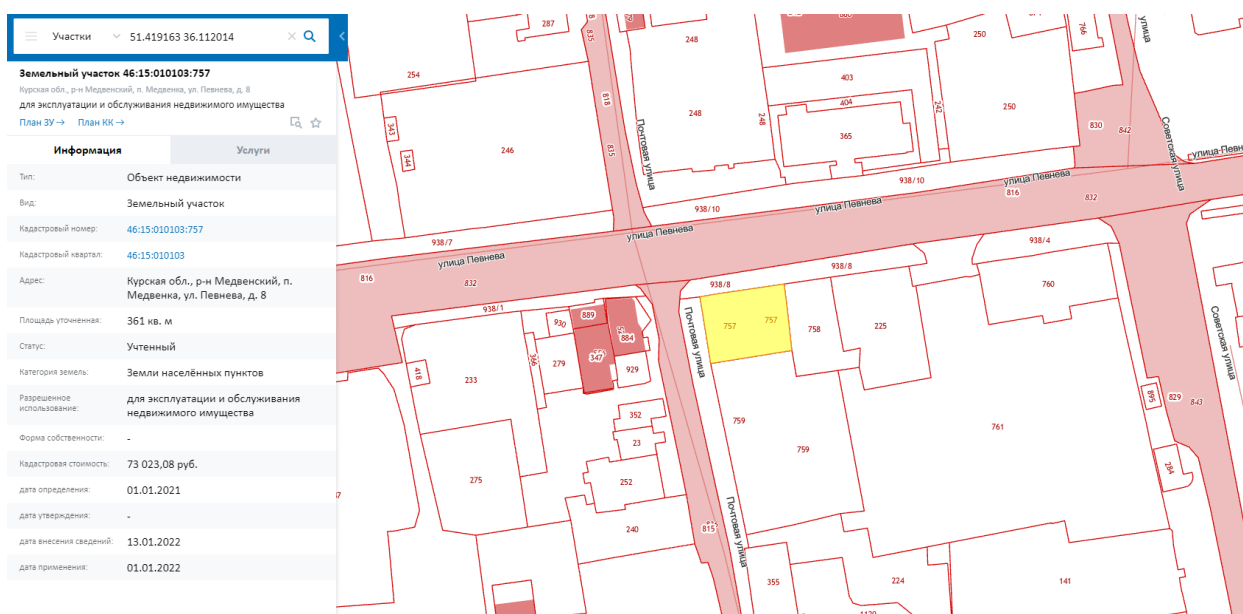 Участки 51.419163 36.112014
Земельный участок 46:15:010103:757
Курская обл., р-н Медвенский, п. Медвенка, ул. Певнева, д. 8
для эксплуатации и обслуживания недвижимого имущества
План ЗУ → План КК →
Информация Услуги
Тип: Объект недвижимости
Вид: Земельный участок
Кадастровый номер: 46:15:010103:757
Кадастровый квартал: 46:15:010103
Адрес: Курская обл., р-н Медвенский, п.
Медвенка, ул. Певнева, д. 8
Площадь уточненная: 361 кв. м
Статус: Учтенный
Категория земель: Земли населённых пунктов
Разрешенное
использование:
для эксплуатации и обслуживания
недвижимого имущества
Форма собственности: -
Кадастровая стоимость: 73 023,08 руб.
дата определения: 01.01.2021
дата утверждения: -
дата внесения сведений: 13.01.2022
дата применения: 01.01.2022
287
835
248
250
766
254
403
818
404
242
343
248
248
250
830
842
365
344
246
835
Почтовая улица
Советская улица
938/10
улица Певнева
816
832
938/10
улица Певнева
улица Певнева
938/7
938/4
улица Певнева
816
832
938/8
938/8
760
938/1
889
930
757
757
758
225
884
347
366
279
929
418
233
Почтовая улица
Советская улица
895
829
843
352
759
761
23
759
284
275
252
240
815
Почтовая улица
355
224
141